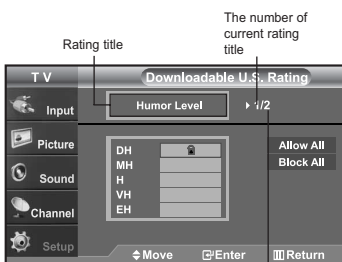 The number of
current rating
title
Rating title
TV
Downloadable U.S. Rating
Input
Humor Level
1/2
Picture
DH
Allow All
MH
Block All
Sound
H
VH
Channel
EH
Setup
Move Enter Return